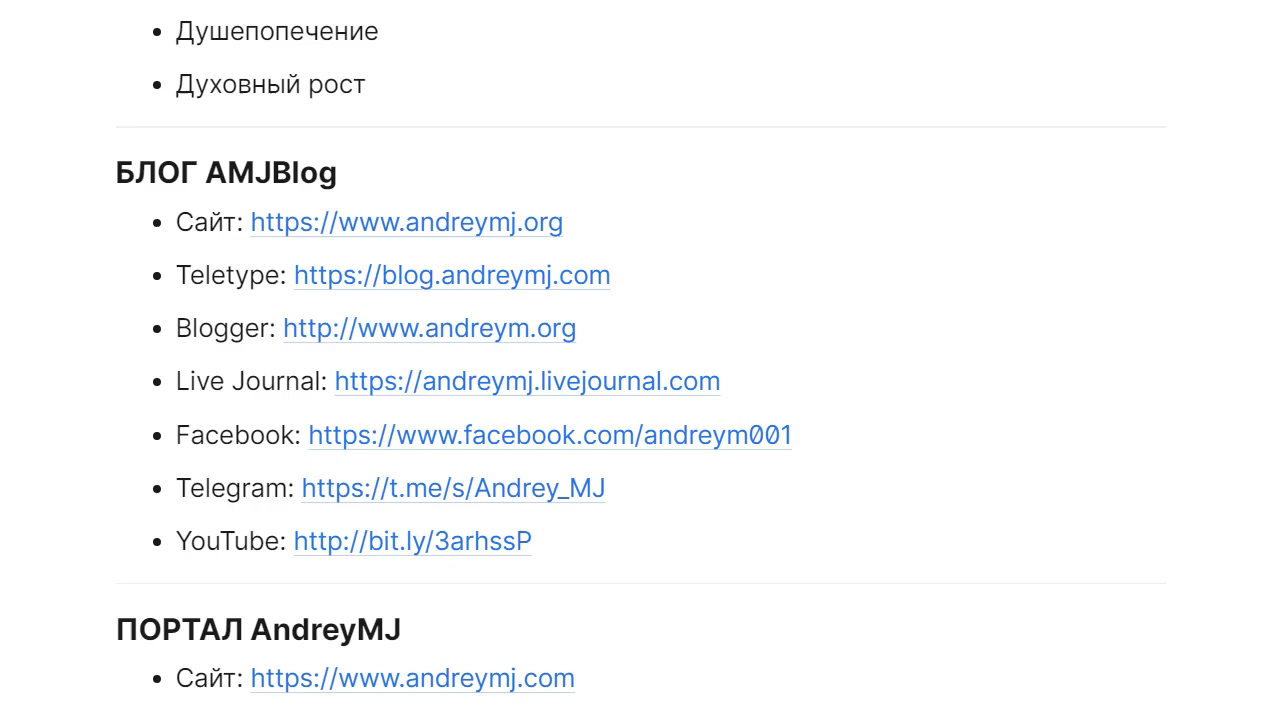 Душепопечение
Духовный рост
БЛОГ AMJBlog
Сайт: https://www.andreymj.org
Teletype: https://blog.andreymj.com
Blogger: http://www.andreym.org
Live Journal: https://andreymj.livejournal.com
Facebook: https://www.facebook.com/andreym001
Telegram: https://t.me/s/Andrey_MJ
YouTube: http://bit.ly/3arhssP
ПОРТАЛ AndreyMJ
Сайт: https://www.andreymj.com